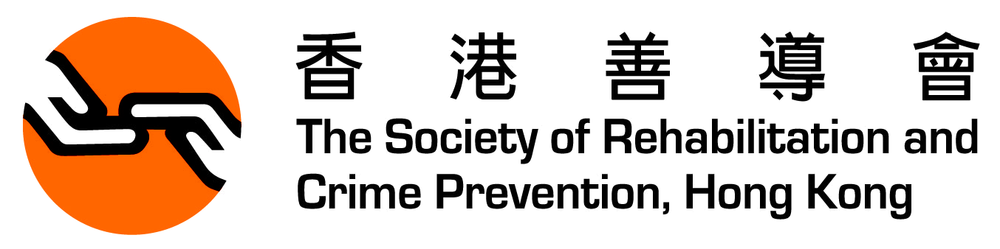 香港善導會
The Society of Rehabilitation and
Crime Prevention, Hong Kong